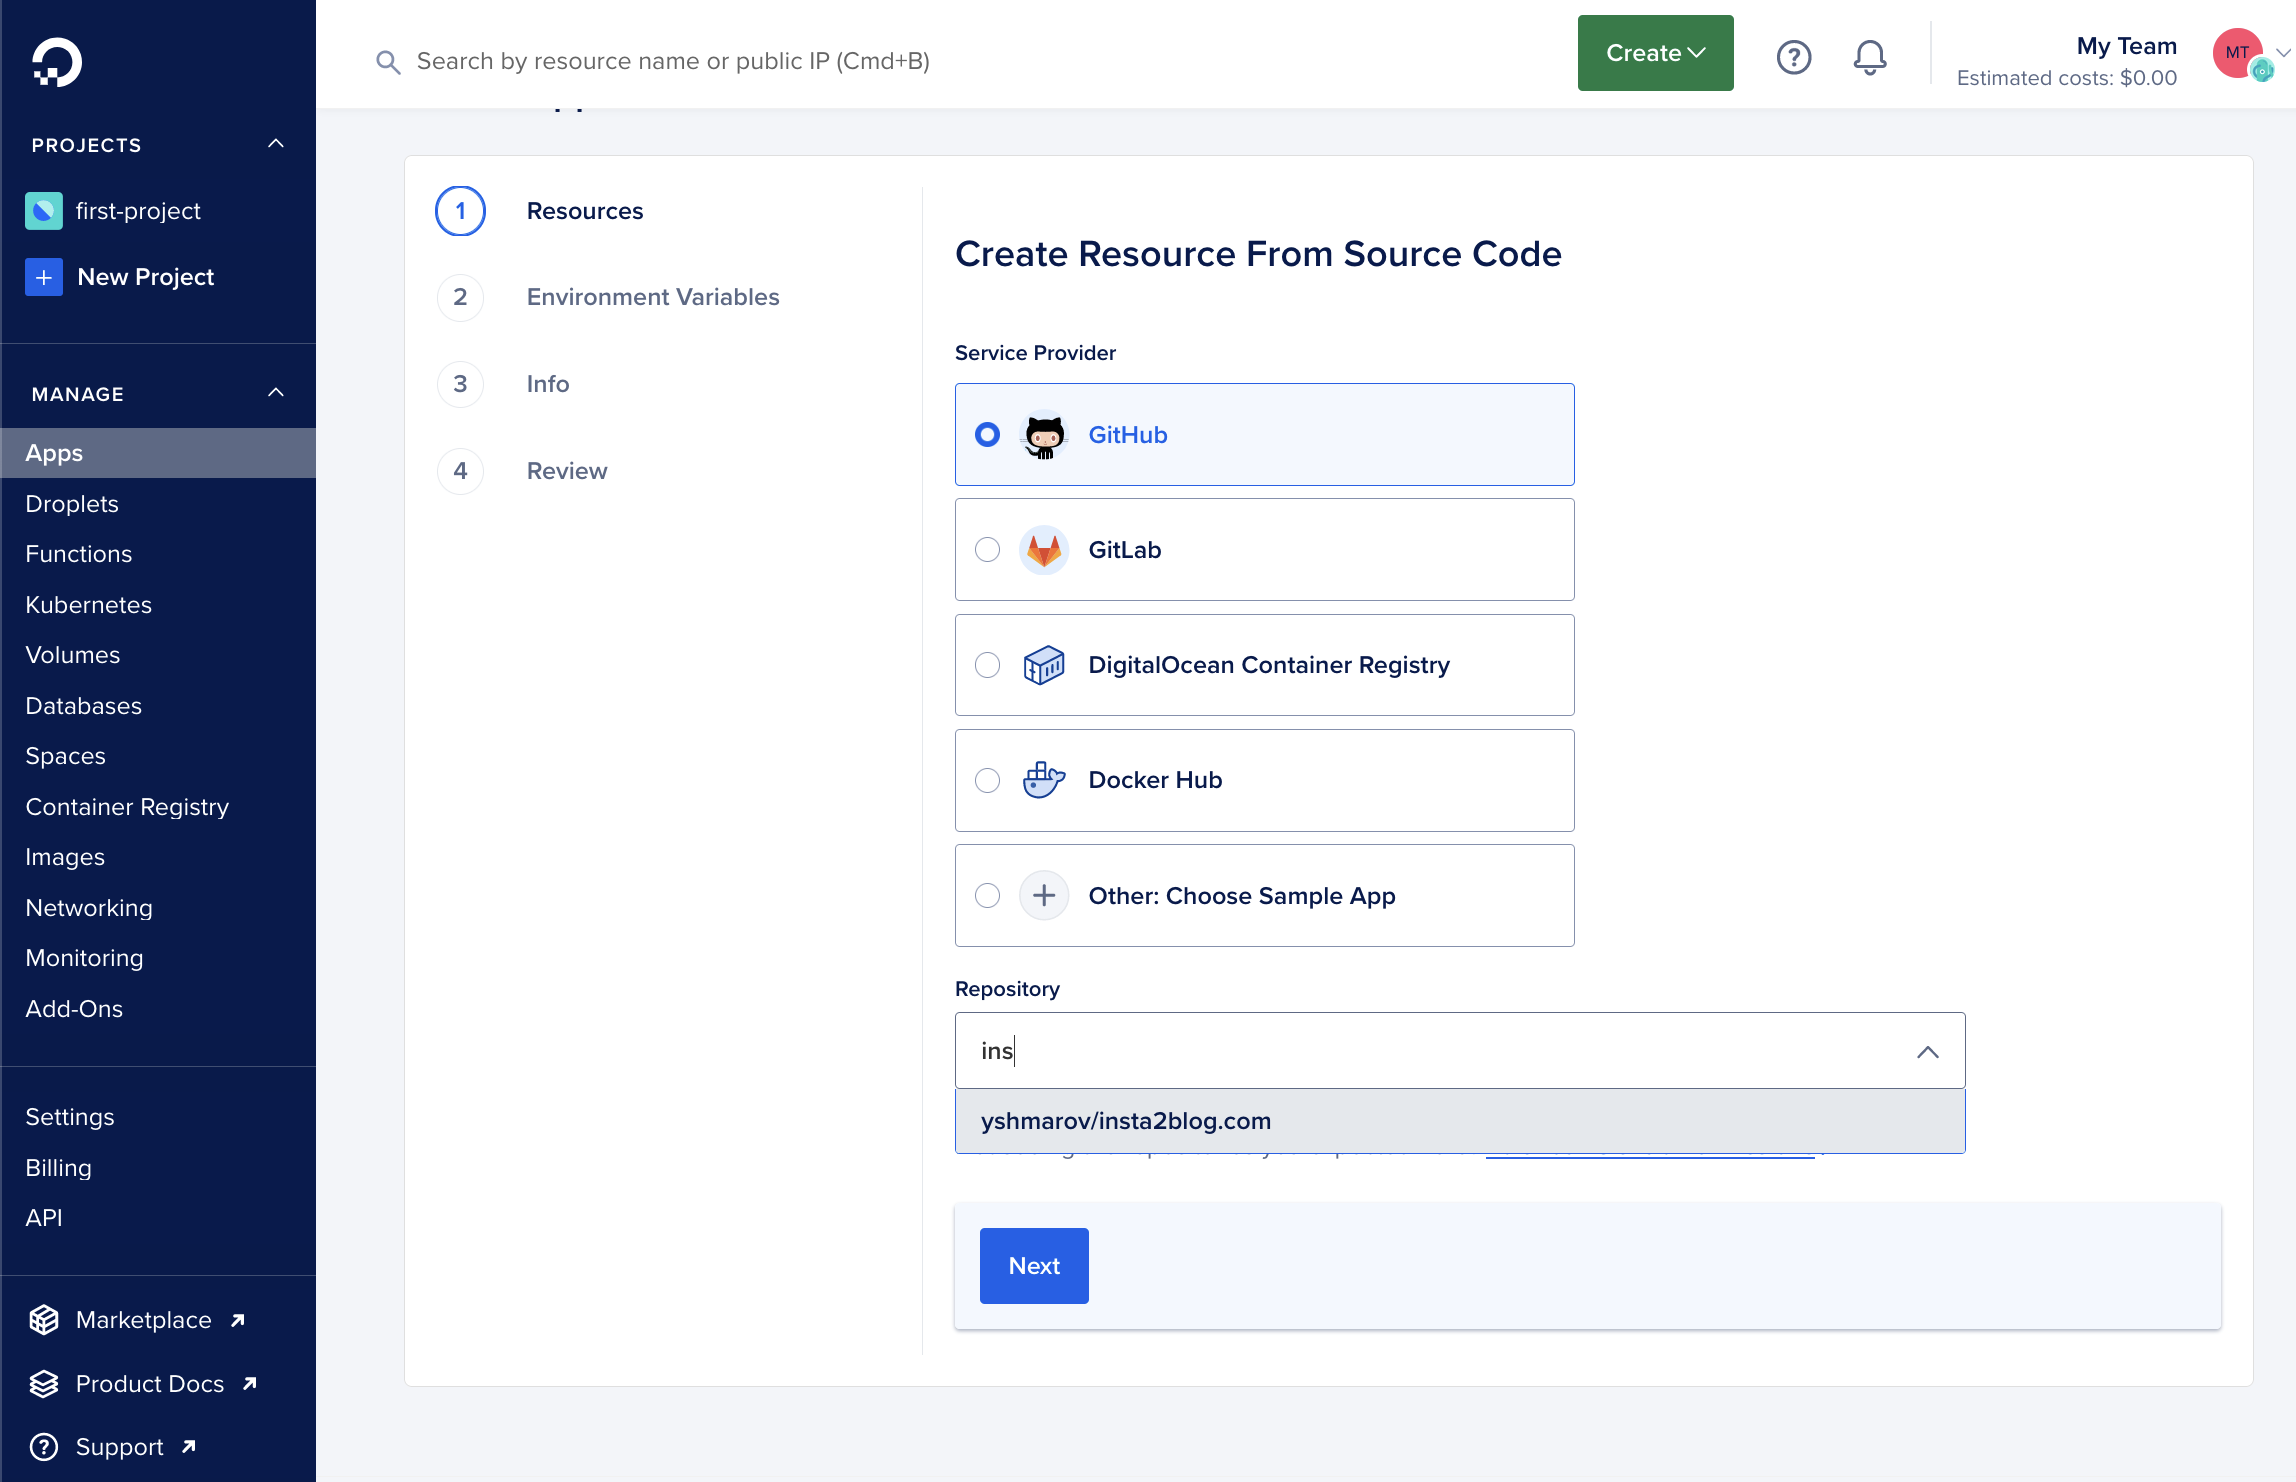 Search by resource name or public IP (Cmd+B)
Create
My Team
Estimated costs: $0.00
MT
PROJECTS
first-project
New Project
MANAGE
Apps
Droplets
Functions
Kubernetes
Volumes
Databases
Spaces
Container Registry
Images
Networking
Monitoring
Add-Ons
Settings
Billing
API
Marketplace
Product Docs
Support
1 Resources
2 Environment Variables
3 Info
4 Review
Create Resource From Source Code
Service Provider
GitHub
GitLab
DigitalOcean Container Registry
Docker Hub
Other: Choose Sample App
Repository
ins
yshmarov/insta2blog.com
Next